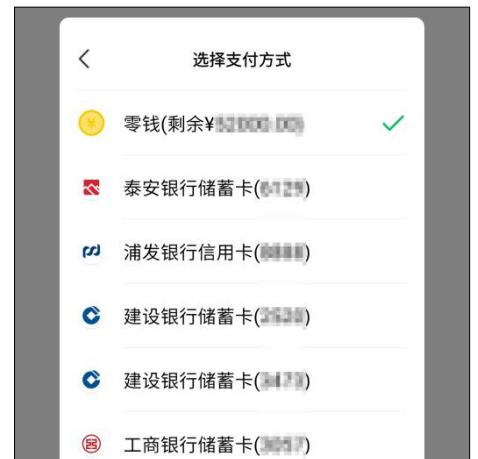 选择支付方式
零钱(剩余¥
泰安银行储蓄卡()
浦发银行信用卡()
建设银行储蓄卡()
建设银行储蓄卡()
工商银行储蓄卡()